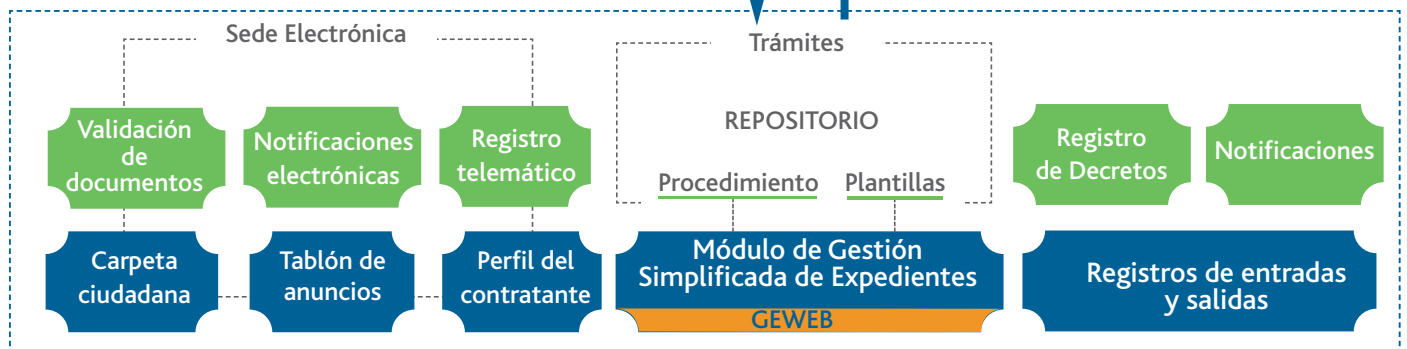 Sede Electrónica
Trámites
Validación
de
documentos
Notificaciones
electrónicas
Registro
telemático
REPOSITORIO
Procedimiento
Plantillas
Registro
de Decretos
Notificaciones
Carpeta
ciudadana
Tablón de
anuncios
Perfil del
contratante
Módulo de Gestión
Simplificada de Expedientes
GEWEB
Registros de entradas
y salidas